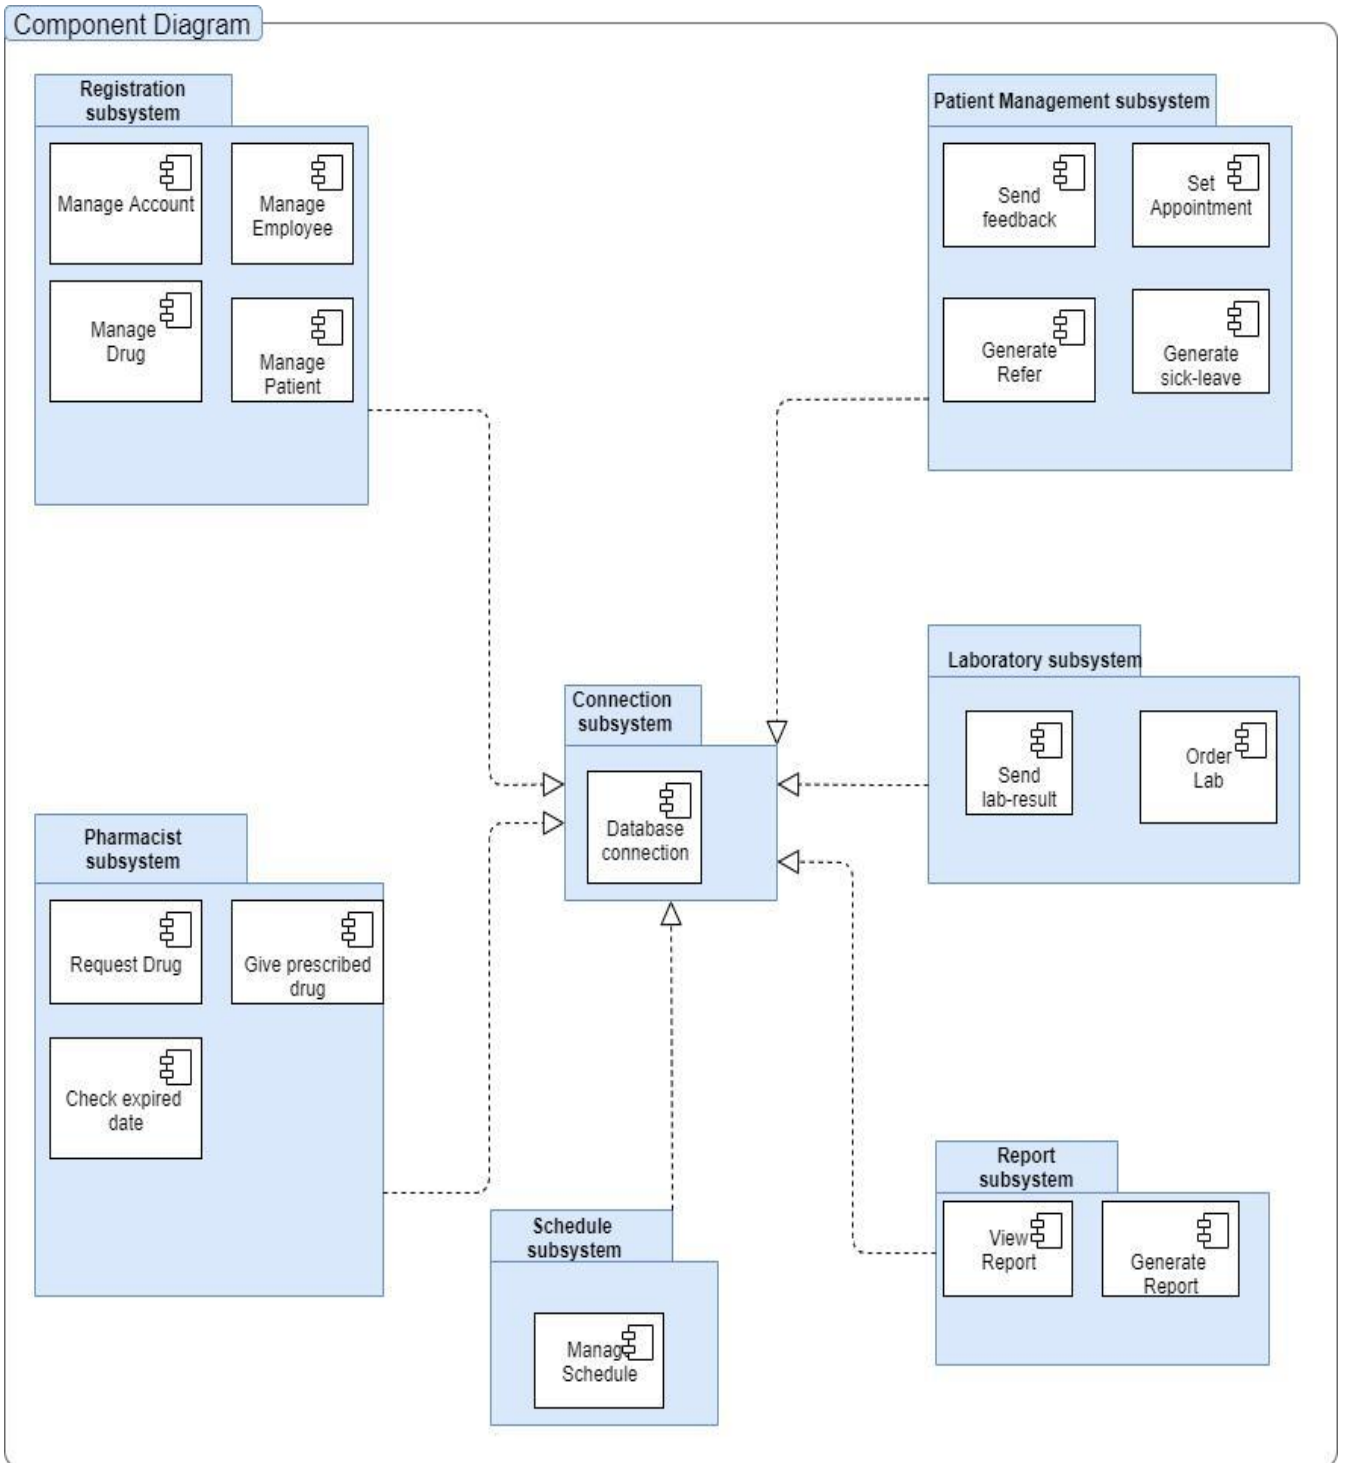 Component Diagram
Registration
subsystem
Manage Account
Manage
Employee
Manage
Drug
Manage
Patient
Patient Management subsystem
Send
feedback
Set
Appointment
Generate
Refer
Generate
sick-leave
Connection
subsystem
Database
connection
Laboratory subsystem
Send
lab-result
Order
Lab
Pharmacist
subsystem
Request Drug
Give prescribed
drug
Check expired
date
Schedule
subsystem
Manage
Schedule
Report
subsystem
View
Report
Generate
Report